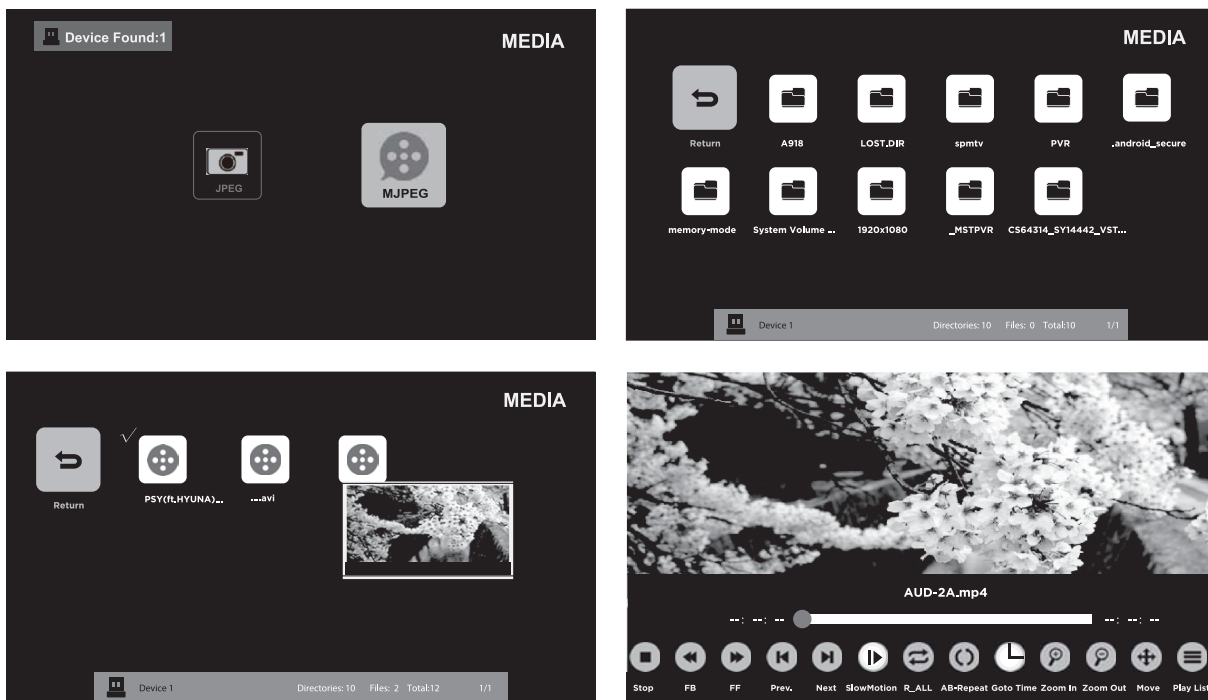 Device Found:1
MEDIA
JPEG
MJPEG
MEDIA
Return A918 LOST.DIR spmtv PVR .android_secure
memory-mode System Volume ... 1920x1080 _MSTPVR CS64314_SY14442_VST...
Device 1 Directories: 10 Files: 0 Total:10 1/1
MEDIA
Return PSY(ft.HYUNA)... ....avi
Device 1 Directories: 10 Files: 2 Total:12 1/1
AUD-2A.mp4
--: --: -- --: --: --
Stop FB FF Prev. Next SlowMotion R_ALL AB-Repeat Goto Time Zoom In Zoom Out Move Play List